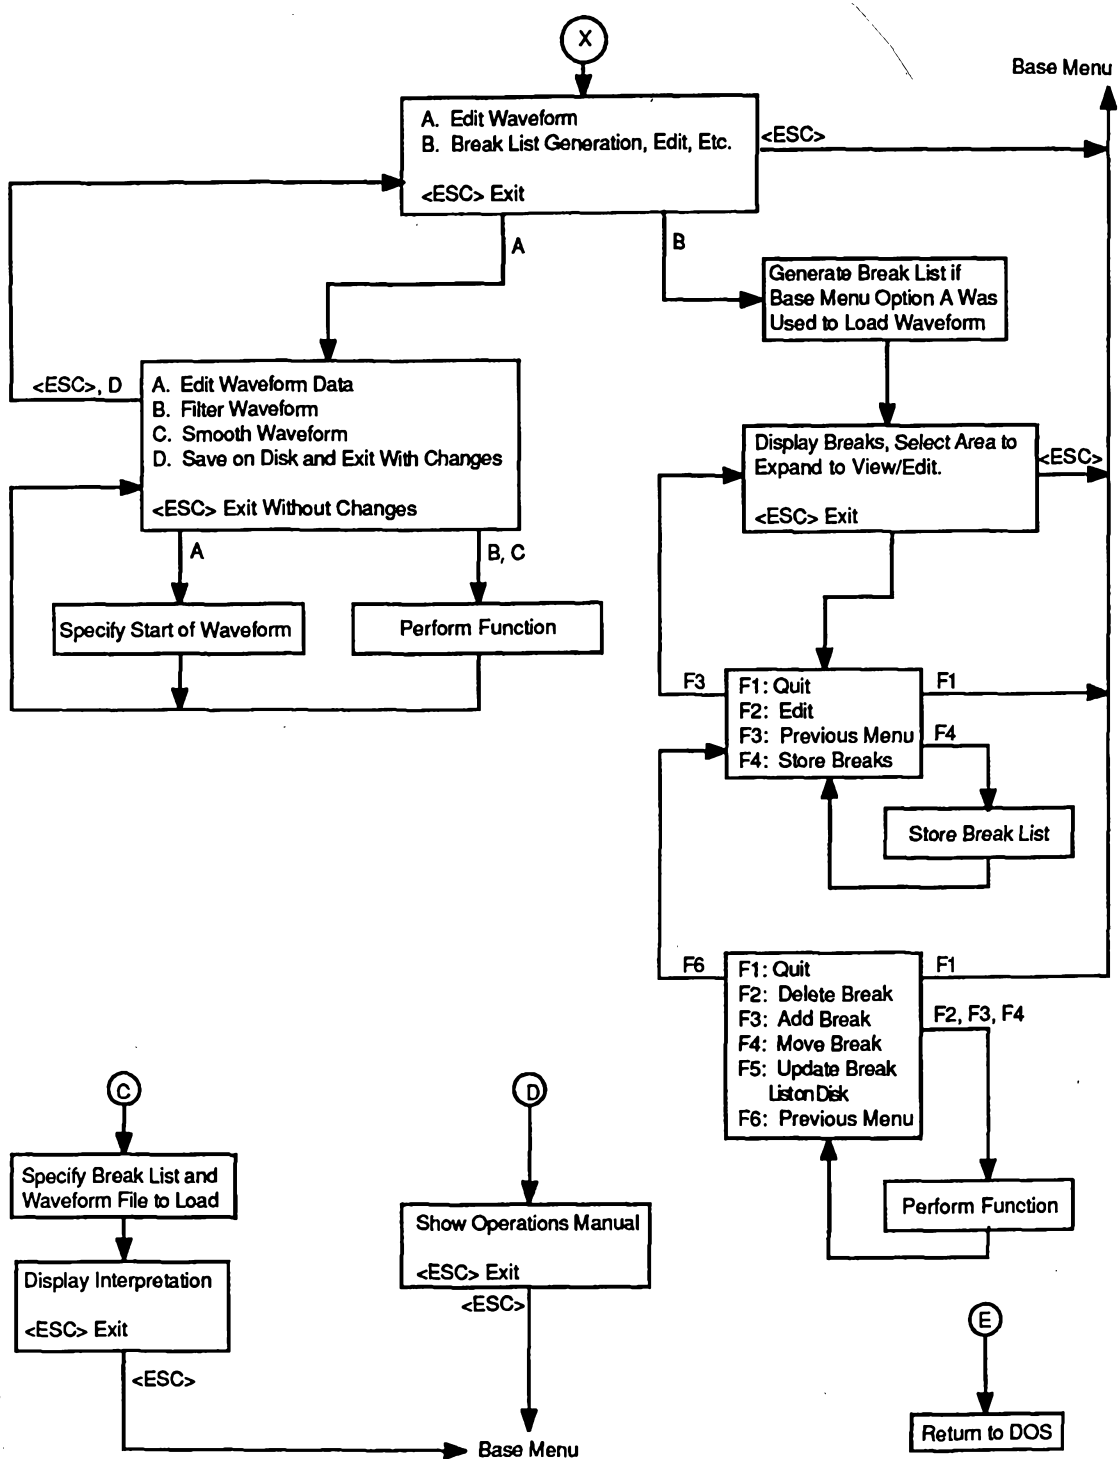 X
Base Menu
A. Edit Waveform
B. Break List Generation, Edit, Etc.
<ESC> Exit
<ESC>
A
B
Generate Break List if
Base Menu Option A Was
Used to Load Waveform
<ESC>, D
A. Edit Waveform Data
B. Filter Waveform
C. Smooth Waveform
D. Save on Disk and Exit With Changes
<ESC> Exit Without Changes
Display Breaks, Select Area to
Expand to View/Edit.
<ESC> Exit
<ESC>
A
B, C
Specify Start of Waveform
Perform Function
F3
F1: Quit
F2: Edit
F3: Previous Menu
F4: Store Breaks
F1
F4
Store Break List
F6
F1: Quit
F2: Delete Break
F3: Add Break
F4: Move Break
F5: Update Break
List on Disk
F6: Previous Menu
F1
F2, F3, F4
Perform Function
C
Specify Break List and
Waveform File to Load
Display Interpretation
<ESC> Exit
<ESC>
D
Show Operations Manual
<ESC> Exit
<ESC>
Base Menu
E
Return to DOS